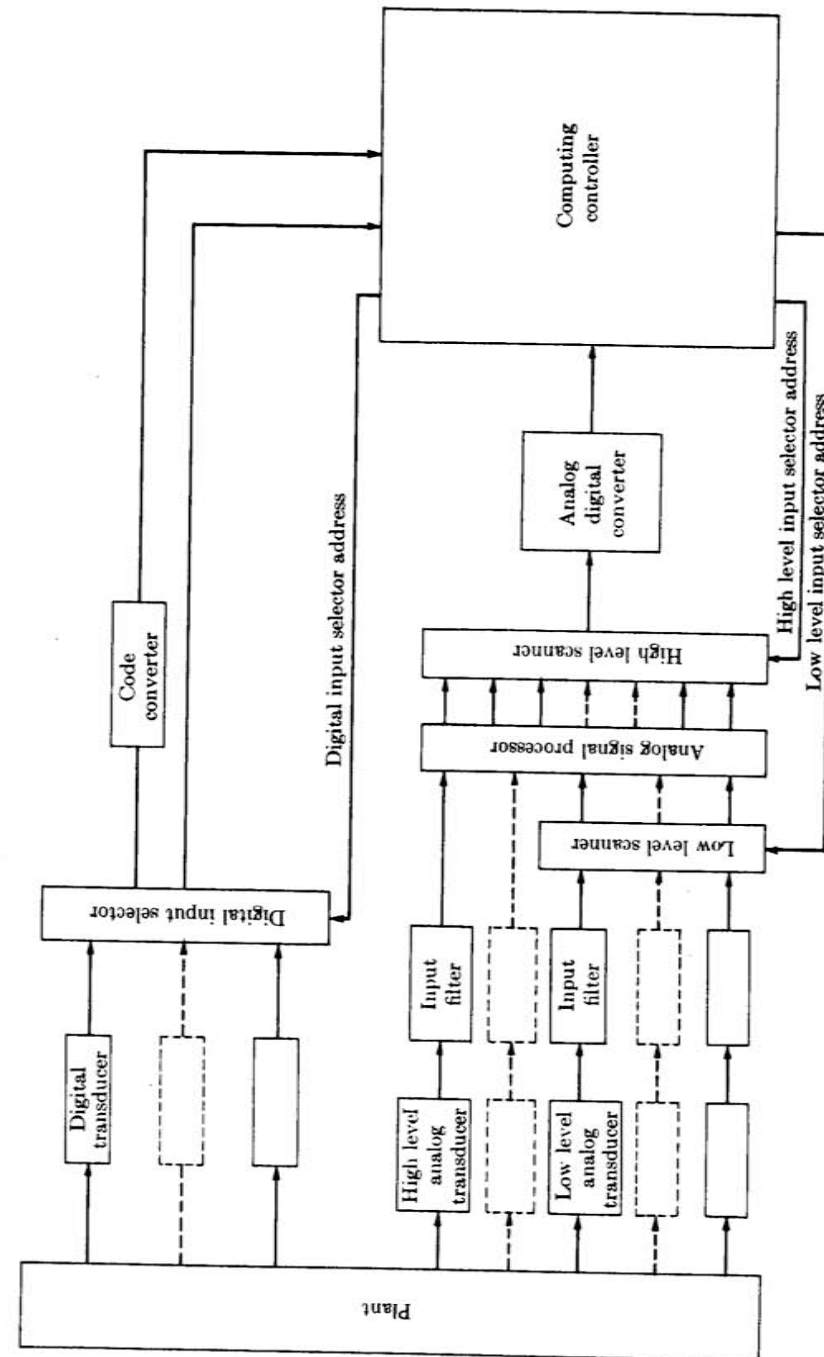 Computing
controller
Code
converter
Digital input selector address
Analog
digital
converter
High level input selector address
Low level input selector address
High level scanner
Analog signal processor
Low level scanner
Digital input selector
Input
filter
Input
filter
Digital
transducer
High level
analog
transducer
Low level
analog
transducer
Plant